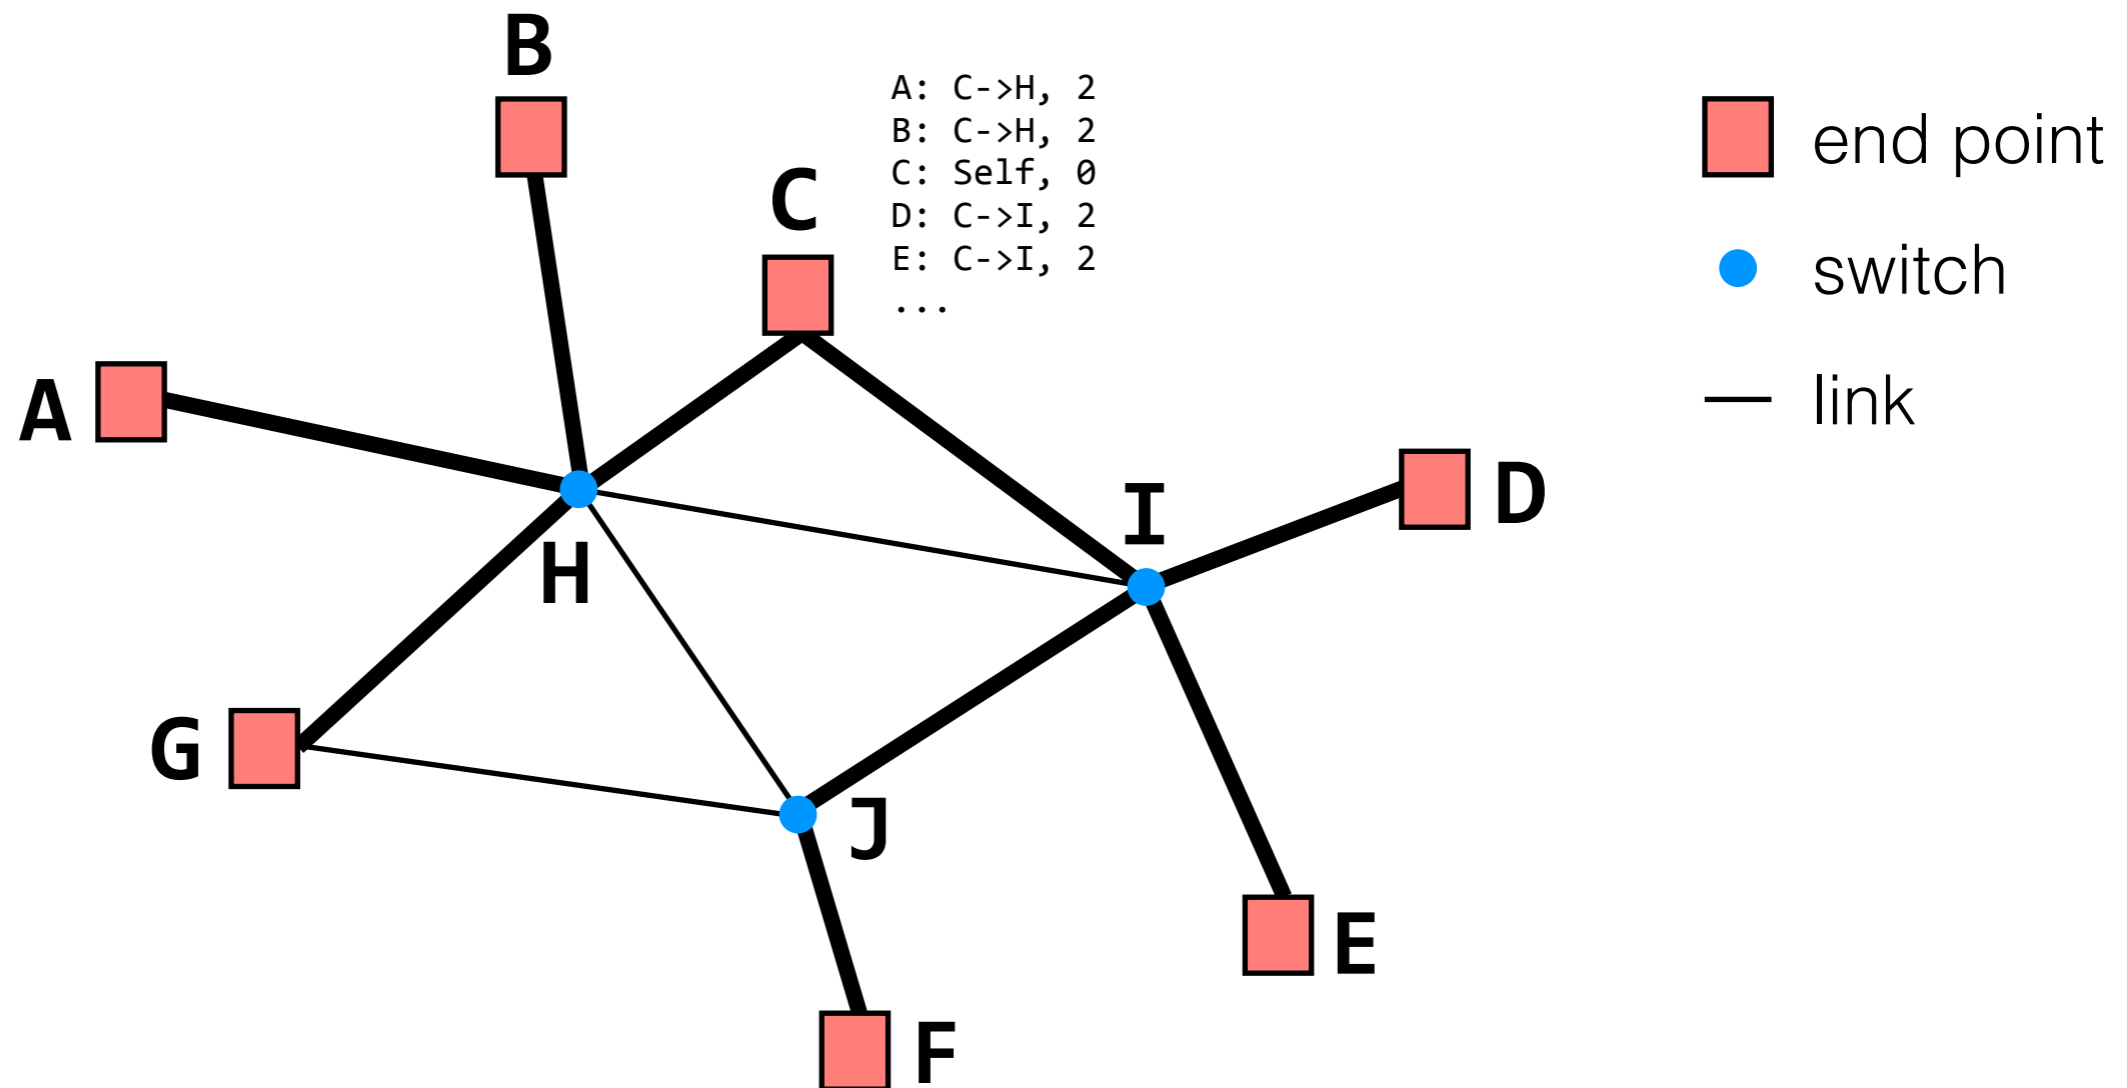 B
A: C->H, 2
B: C->H, 2
C: Self, 0
D: C->I, 2
E: C->I, 2
...
C
end point
switch
link
A
I
D
H
G
J
E
F